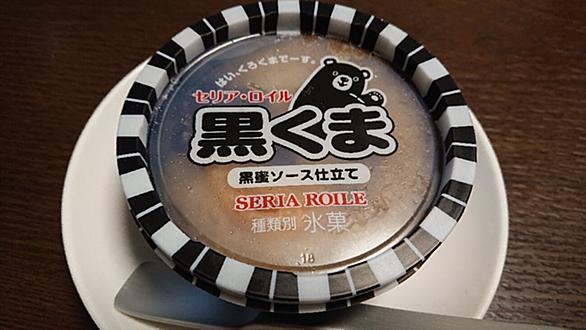 はい、くろくまでーす。
セリア・ロイル
黒くま
黒蜜ソース仕立て
SERIA ROILE
種類別 氷菓
18